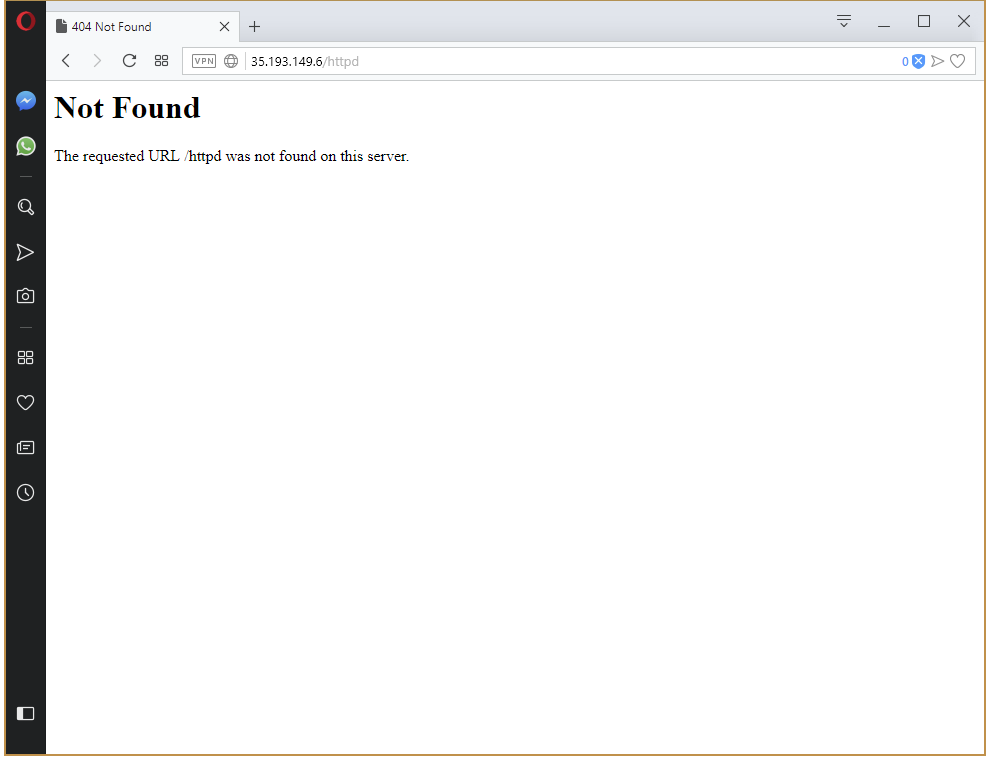 404 Not Found
VPN
35.193.149.6/httpd
0
Not Found
The requested URL /httpd was not found on this server.